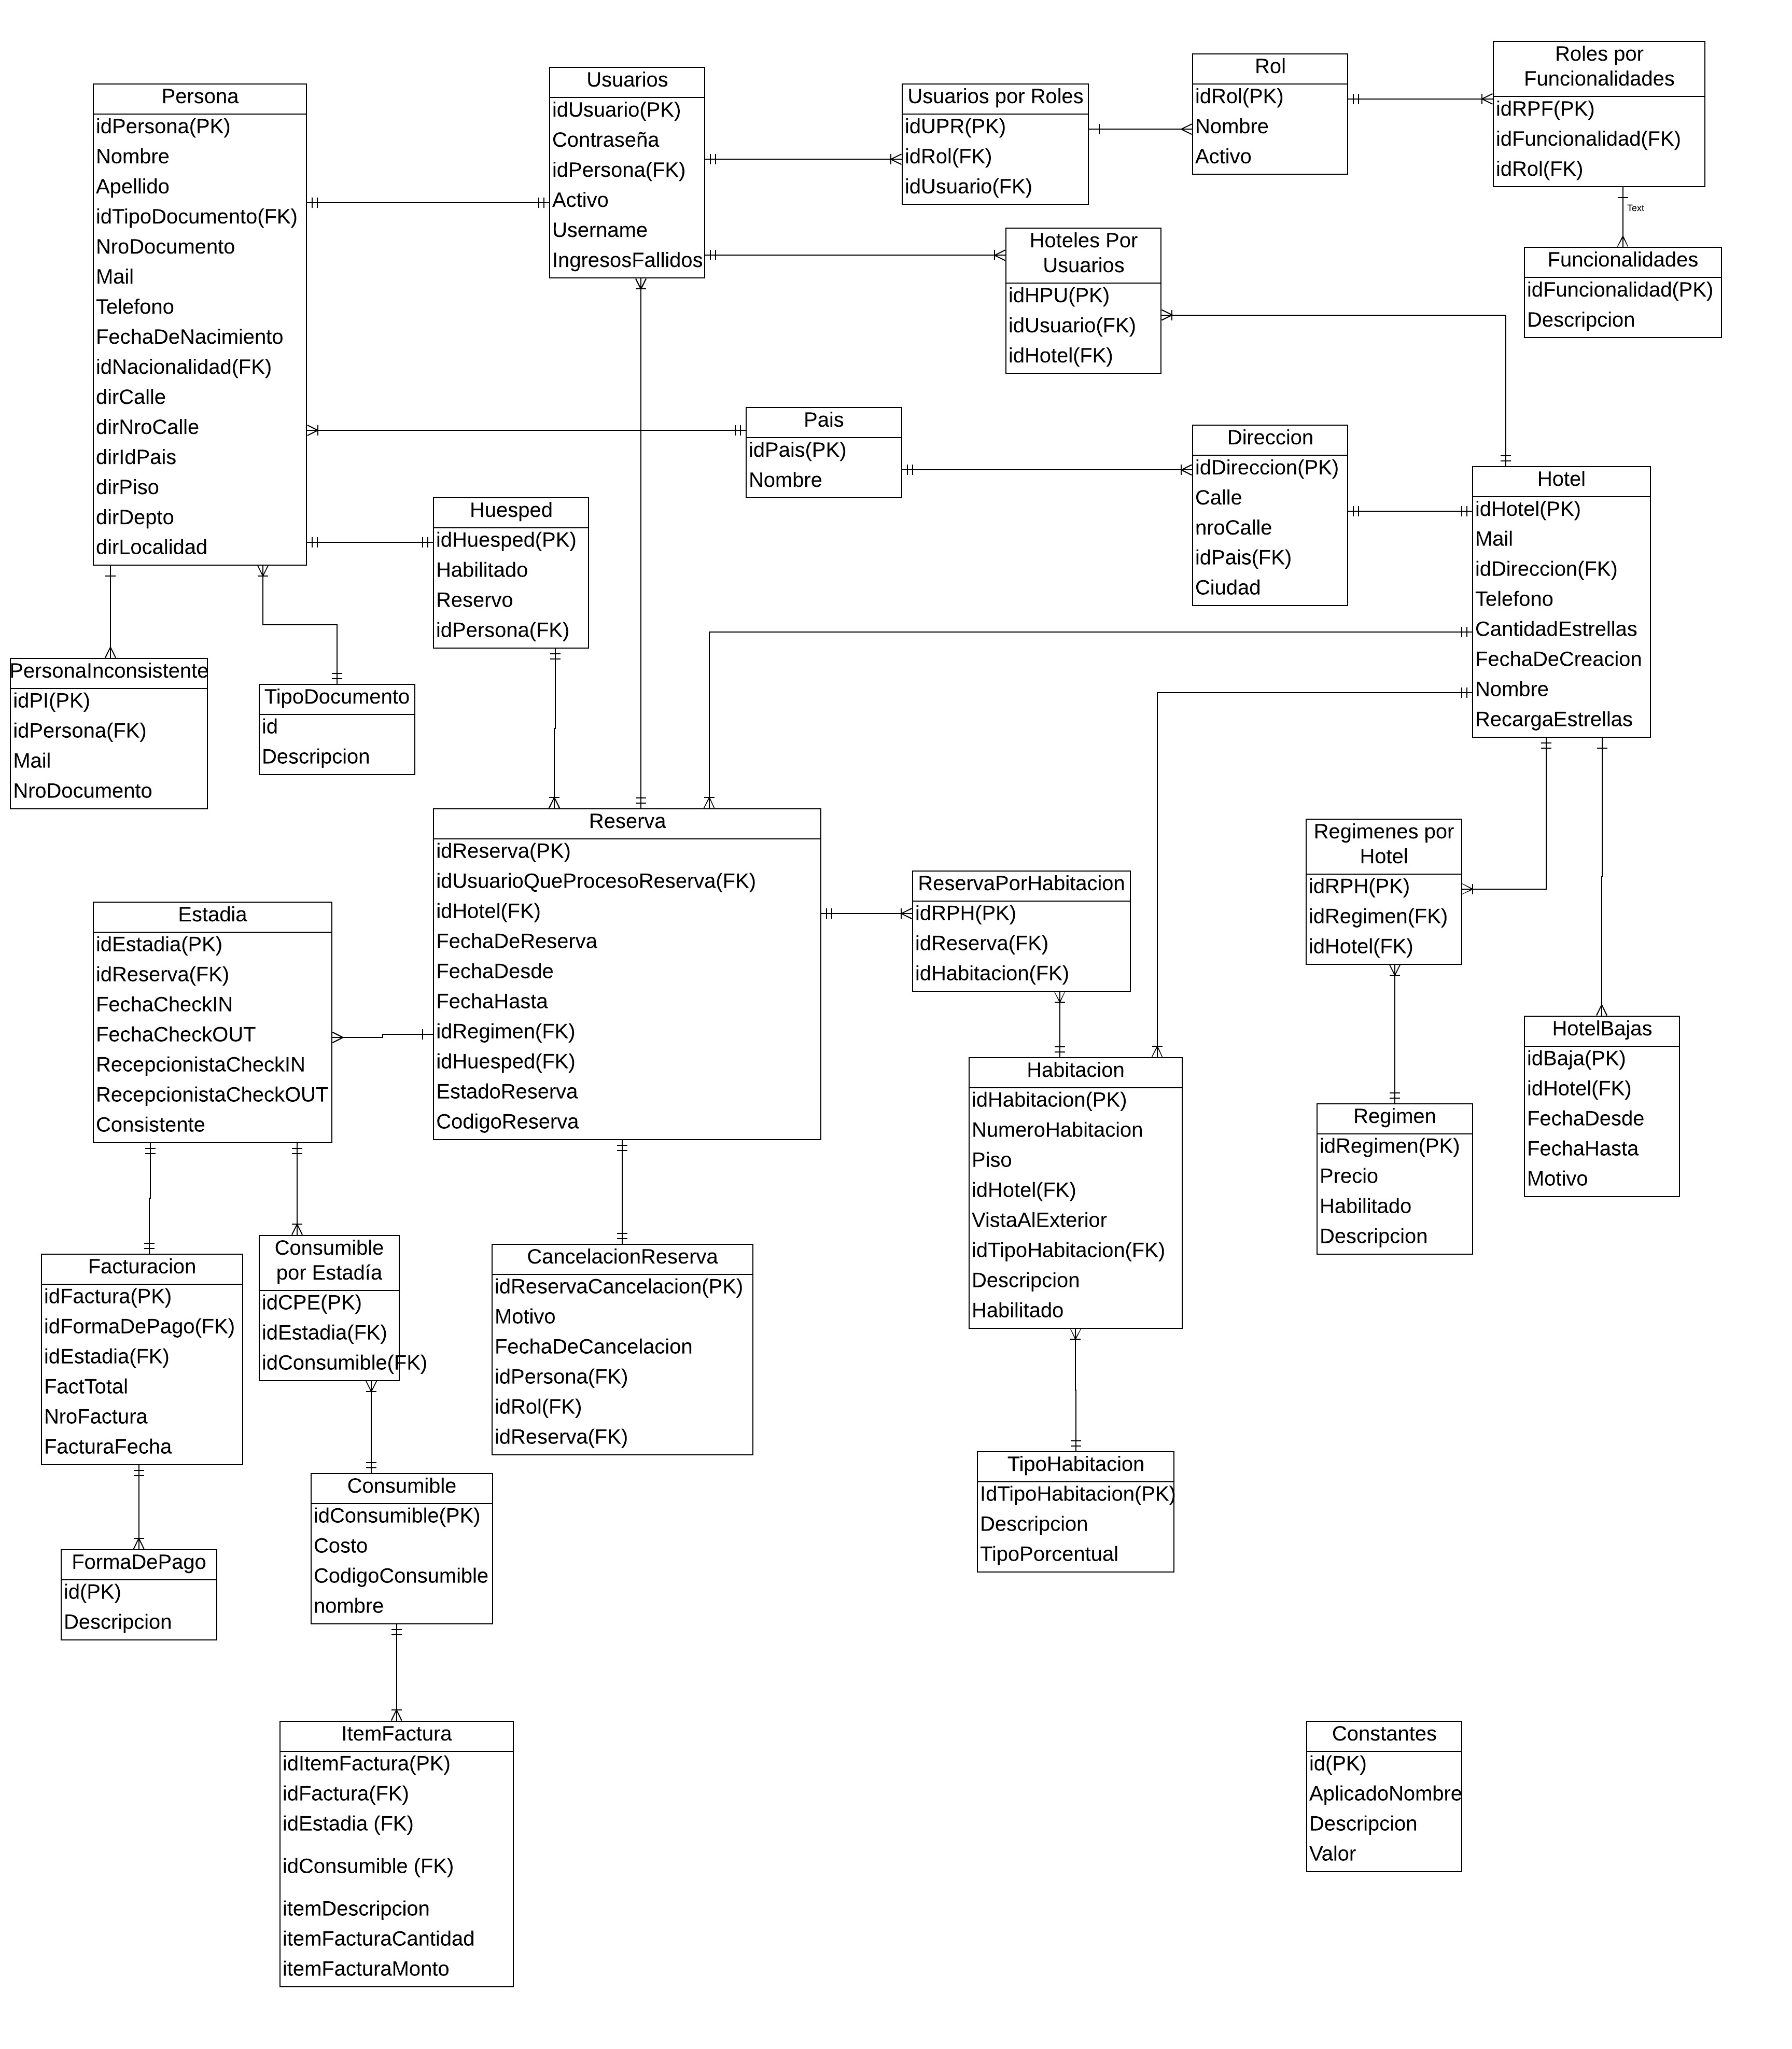 Persona
idPersona(PK)
Nombre
Apellido
idTipoDocumento(FK)
NroDocumento
Mail
Telefono
FechaDeNacimiento
idNacionalidad(FK)
dirCalle
dirNroCalle
dirIdPais
dirPiso
dirDepto
dirLocalidad
Usuarios
idUsuario(PK)
Contraseña
idPersona(FK)
Activo
Username
IngresosFallidos
Usuarios por Roles
idUPR(PK)
idRol(FK)
idUsuario(FK)
Rol
idRol(PK)
Nombre
Activo
Roles por
Funcionalidades
idRPF(PK)
idFuncionalidad(FK)
idRol(FK)
Text
Funcionalidades
idFuncionalidad(PK)
Descripcion
Hoteles Por
Usuarios
idHPU(PK)
idUsuario(FK)
idHotel(FK)
Pais
idPais(PK)
Nombre
Direccion
idDireccion(PK)
Calle
nroCalle
idPais(FK)
Ciudad
Hotel
idHotel(PK)
Mail
idDireccion(FK)
Telefono
CantidadEstrellas
FechaDeCreacion
Nombre
RecargaEstrellas
Huesped
idHuesped(PK)
Habilitado
Reservo
idPersona(FK)
PersonaInconsistente
idPI(PK)
idPersona(FK)
Mail
NroDocumento
TipoDocumento
id
Descripcion
Reserva
idReserva(PK)
idUsuarioQueProcesoReserva(FK)
idHotel(FK)
FechaDeReserva
FechaDesde
FechaHasta
idRegimen(FK)
idHuesped(FK)
EstadoReserva
CodigoReserva
ReservaPorHabitacion
idRPH(PK)
idReserva(FK)
idHabitacion(FK)
Regimenes por
Hotel
idRPH(PK)
idRegimen(FK)
idHotel(FK)
Estadia
idEstadia(PK)
idReserva(FK)
FechaCheckIN
FechaCheckOUT
RecepcionistaCheckIN
RecepcionistaCheckOUT
Consistente
HotelBajas
idBaja(PK)
idHotel(FK)
FechaDesde
FechaHasta
Motivo
Habitacion
idHabitacion(PK)
NumeroHabitacion
Piso
idHotel(FK)
VistaAlExterior
idTipoHabitacion(FK)
Descripcion
Habilitado
Regimen
idRegimen(PK)
Precio
Habilitado
Descripcion
Facturacion
idFactura(PK)
idFormaDePago(FK)
idEstadia(FK)
FactTotal
NroFactura
FacturaFecha
Consumible
por Estadía
idCPE(PK)
idEstadia(FK)
idConsumible(FK)
CancelacionReserva
idReservaCancelacion(PK)
Motivo
FechaDeCancelacion
idPersona(FK)
idRol(FK)
idReserva(FK)
TipoHabitacion
IdTipoHabitacion(PK)
Descripcion
TipoPorcentual
Consumible
idConsumible(PK)
Costo
CodigoConsumible
nombre
FormaDePago
id(PK)
Descripcion
ItemFactura
idItemFactura(PK)
idFactura(FK)
idEstadia (FK)
idConsumible (FK)
itemDescripcion
itemFacturaCantidad
itemFacturaMonto
Constantes
id(PK)
AplicadoNombre
Descripcion
Valor